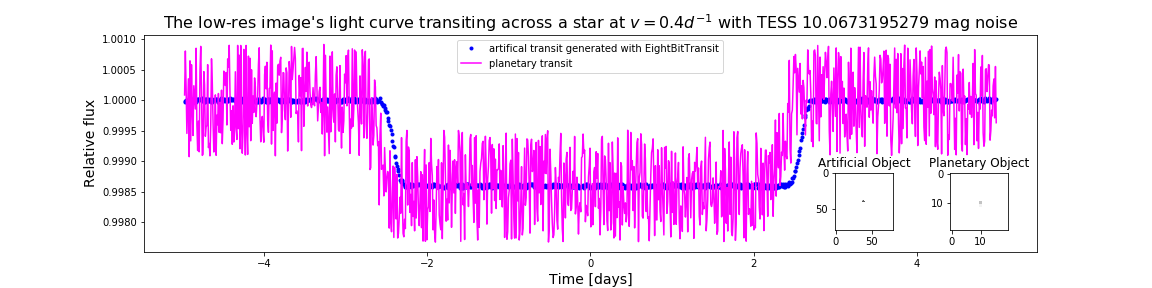 The low-res image's light curve transiting across a star at v = 0.4d⁻¹ with TESS 10.0673195279 mag noise
artifical transit generated with EightBitTransit
planetary transit
Relative flux
1.0010
1.0005
1.0000
0.9995
0.9990
0.9985
0.9980
Artificial Object
0
50
0 50
Planetary Object
0
10
0 10
−4 −2 0 2 4
Time [days]